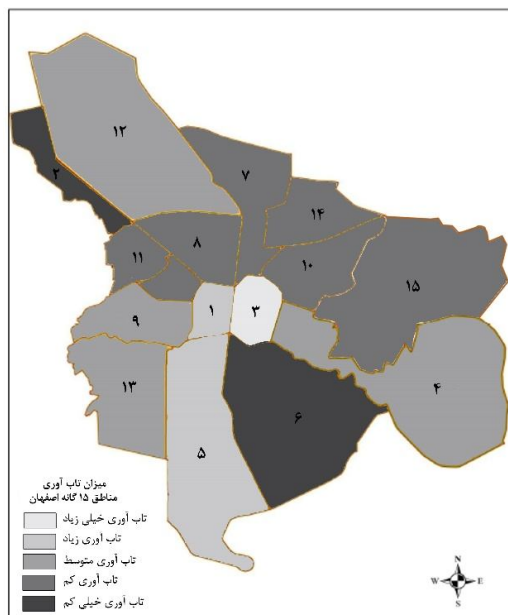 ۱۲
۲
۷
۱۴
۸
۱۱
۱۰
۱۵
۳
۱
۹
۴
۱۳
۶
۵
میزان تاب آوری
مناطق ۱۵ گانه اصفهان
تاب آوری خیلی زیاد
تاب آوری زیاد
تاب آوری متوسط
تاب آوری کم
تاب آوری خیلی کم
N
W E
S